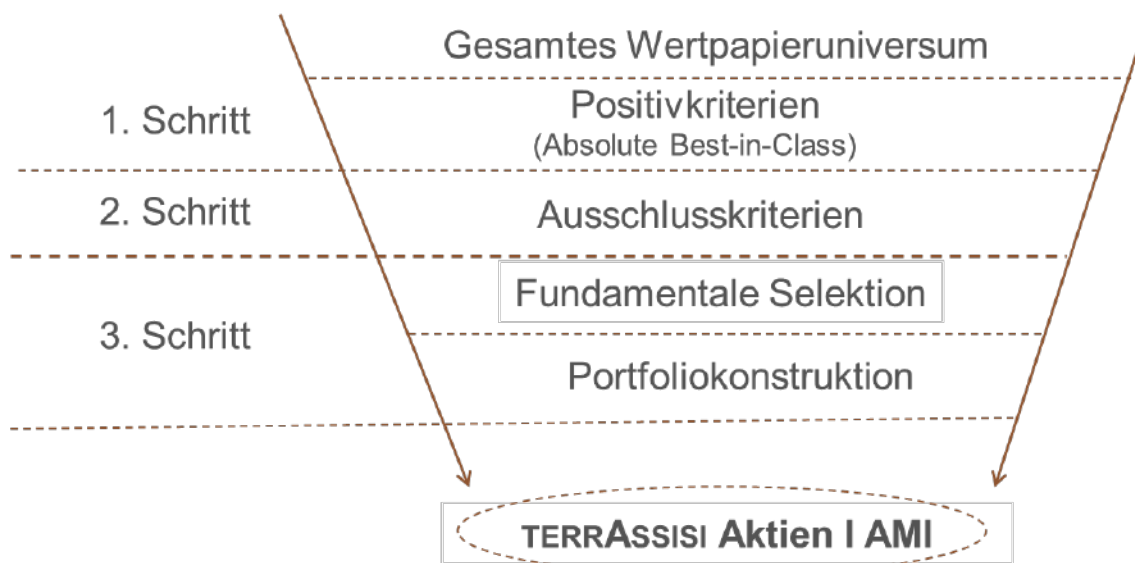 Gesamtes Wertpapieruniversum
1. Schritt
Positivkriterien
(Absolute Best-in-Class)
2. Schritt
Ausschlusskriterien
Fundamentale Selektion
3. Schritt
Portfoliokonstruktion
TERRASSISI Aktien I AMI